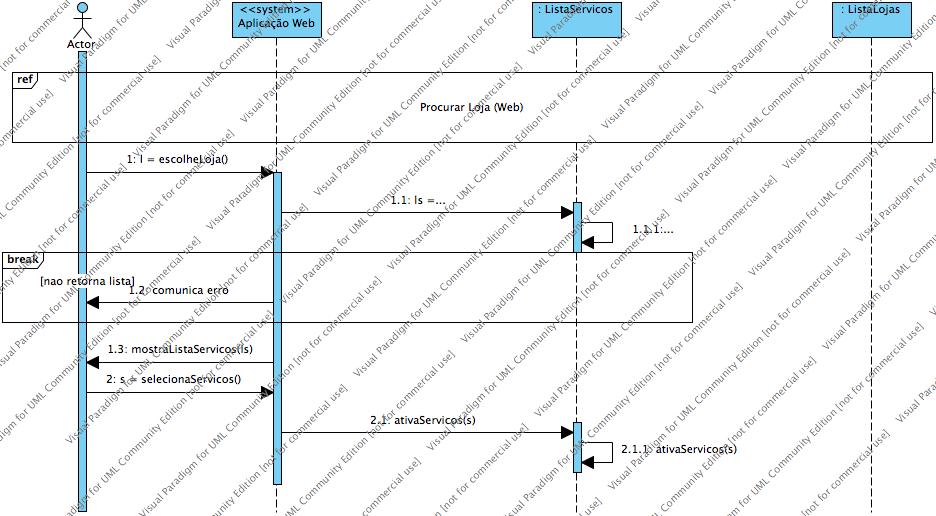 <<system>>
Aplicação Web
: ListaServicos
: ListaLojas
Actor
ref
Procurar Loja (Web)
1: l = escolheLoja()
1.1: ls =...
1.1.1:...
break
[nao retorna lista]
1.2: comunica erro
1.3: mostraListaServicos(ls)
2: s = selecionaServicos()
2.1: ativaServicos(s)
2.1.1: ativaServicos(s)
Visual Paradigm for UML Community Edition [not for commercial use]